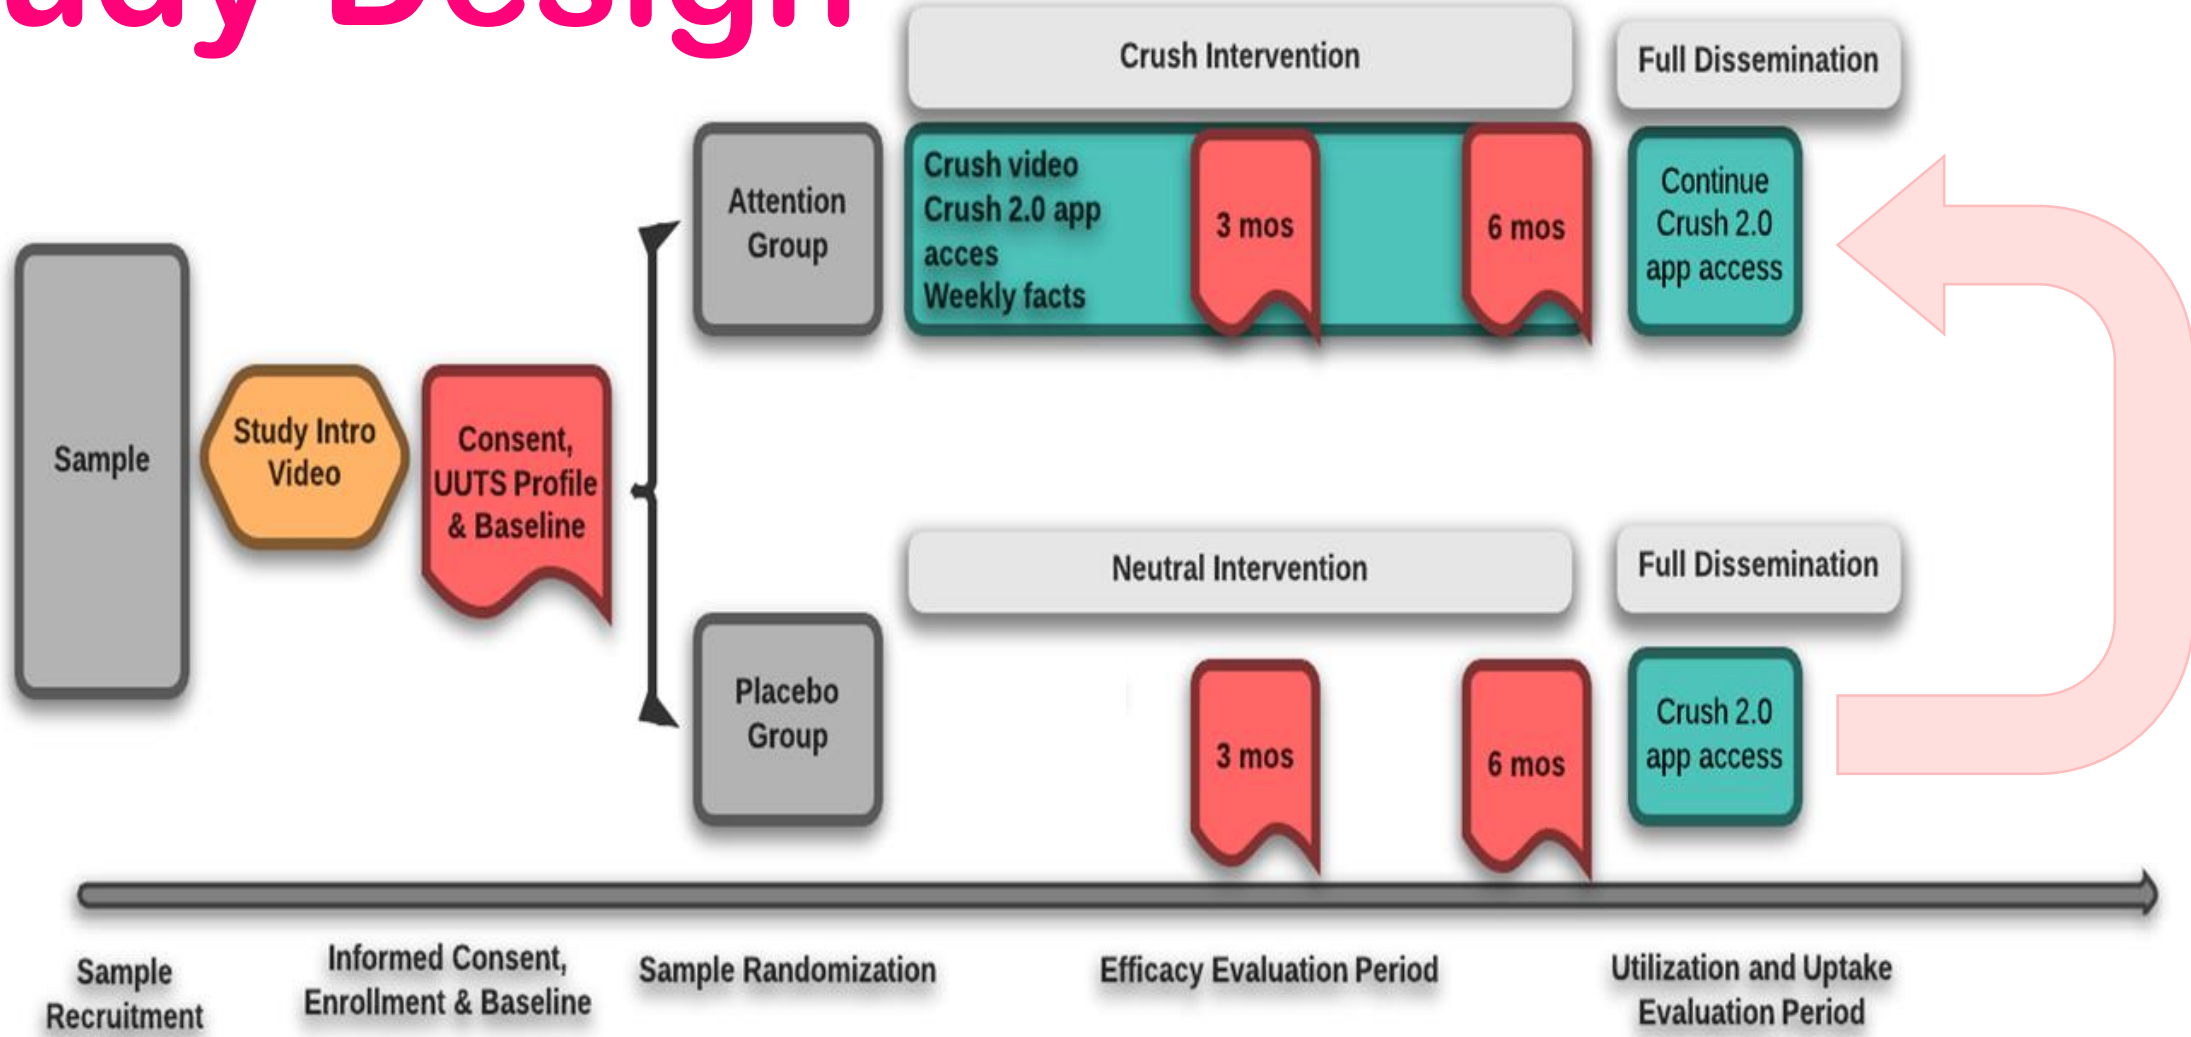 Design
Crush Intervention
Full Dissemination
Attention
Group
Crush video
Crush 2.0 app
acces
Weekly facts
3 mos
6 mos
Continue
Crush 2.0
app access
Sample
Study Intro
Video
Consent,
UUTS Profile
& Baseline
Neutral Intervention
Full Dissemination
Placebo
Group
3 mos
6 mos
Crush 2.0
app access
Sample
Recruitment
Informed Consent,
Enrollment & Baseline
Sample Randomization
Efficacy Evaluation Period
Utilization and Uptake
Evaluation Period